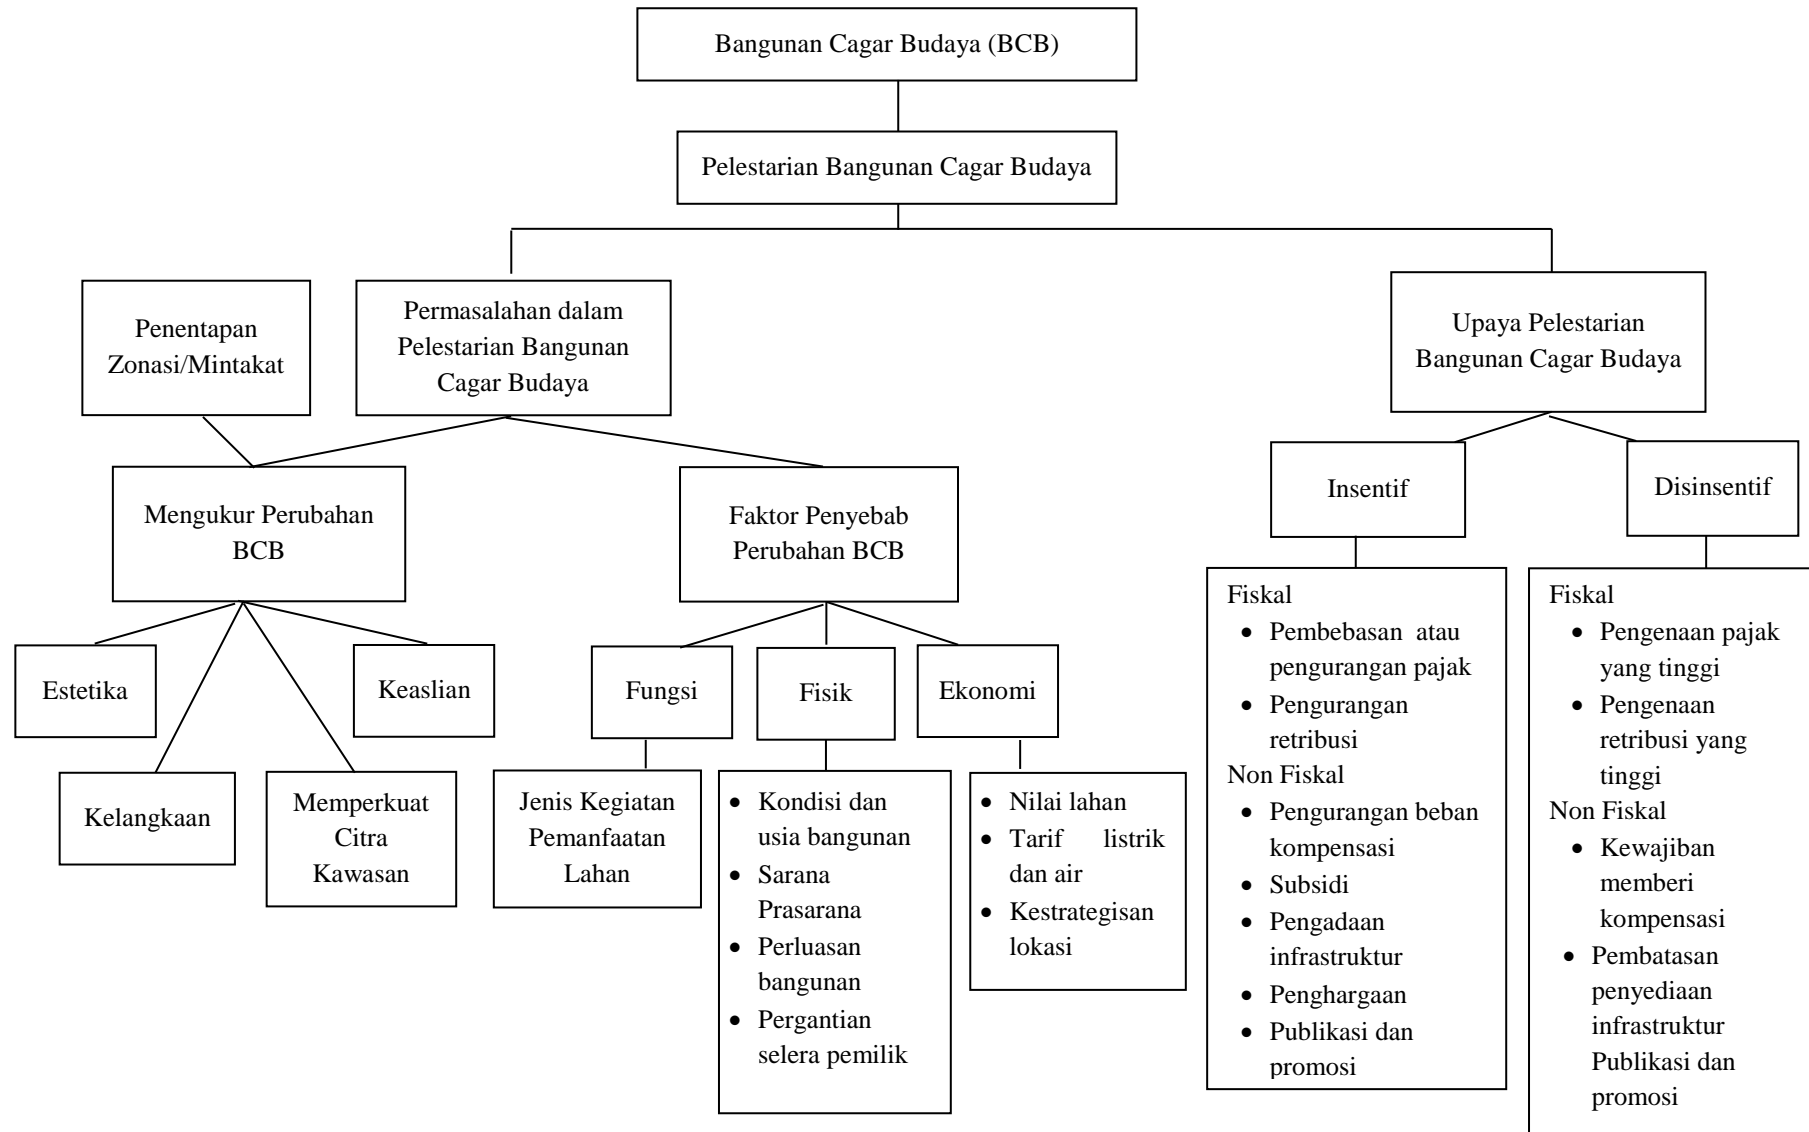 Bangunan Cagar Budaya (BCB)
Pelestarian Bangunan Cagar Budaya
Penentapan
Zonasi/Mintakat
Permasalahan dalam
Pelestarian Bangunan
Cagar Budaya
Upaya Pelestarian
Bangunan Cagar Budaya
Mengukur Perubahan
BCB
Faktor Penyebab
Perubahan BCB
Insentif
Disinsentif
Estetika
Kelangkaan
Memperkuat
Citra
Kawasan
Keaslian
Fungsi
Fisik
Ekonomi
Jenis Kegiatan
Pemanfaatan
Lahan
• Kondisi dan
usia bangunan
• Sarana
Prasarana
• Perluasan
bangunan
• Pergantian
selera pemilik
• Nilai lahan
• Tarif listrik
dan air
• Kestrategisan
lokasi
Fiskal
• Pembebasan atau
pengurangan pajak
• Pengurangan
retribusi
Non Fiskal
• Pengurangan beban
kompensasi
• Subsidi
• Pengadaan
infrastruktur
• Penghargaan
• Publikasi dan
promosi
Fiskal
• Pengenaan pajak
yang tinggi
• Pengenaan
retribusi yang
tinggi
Non Fiskal
• Kewajiban
memberi
kompensasi
• Pembatasan
penyediaan
infrastruktur
Publikasi dan
promosi